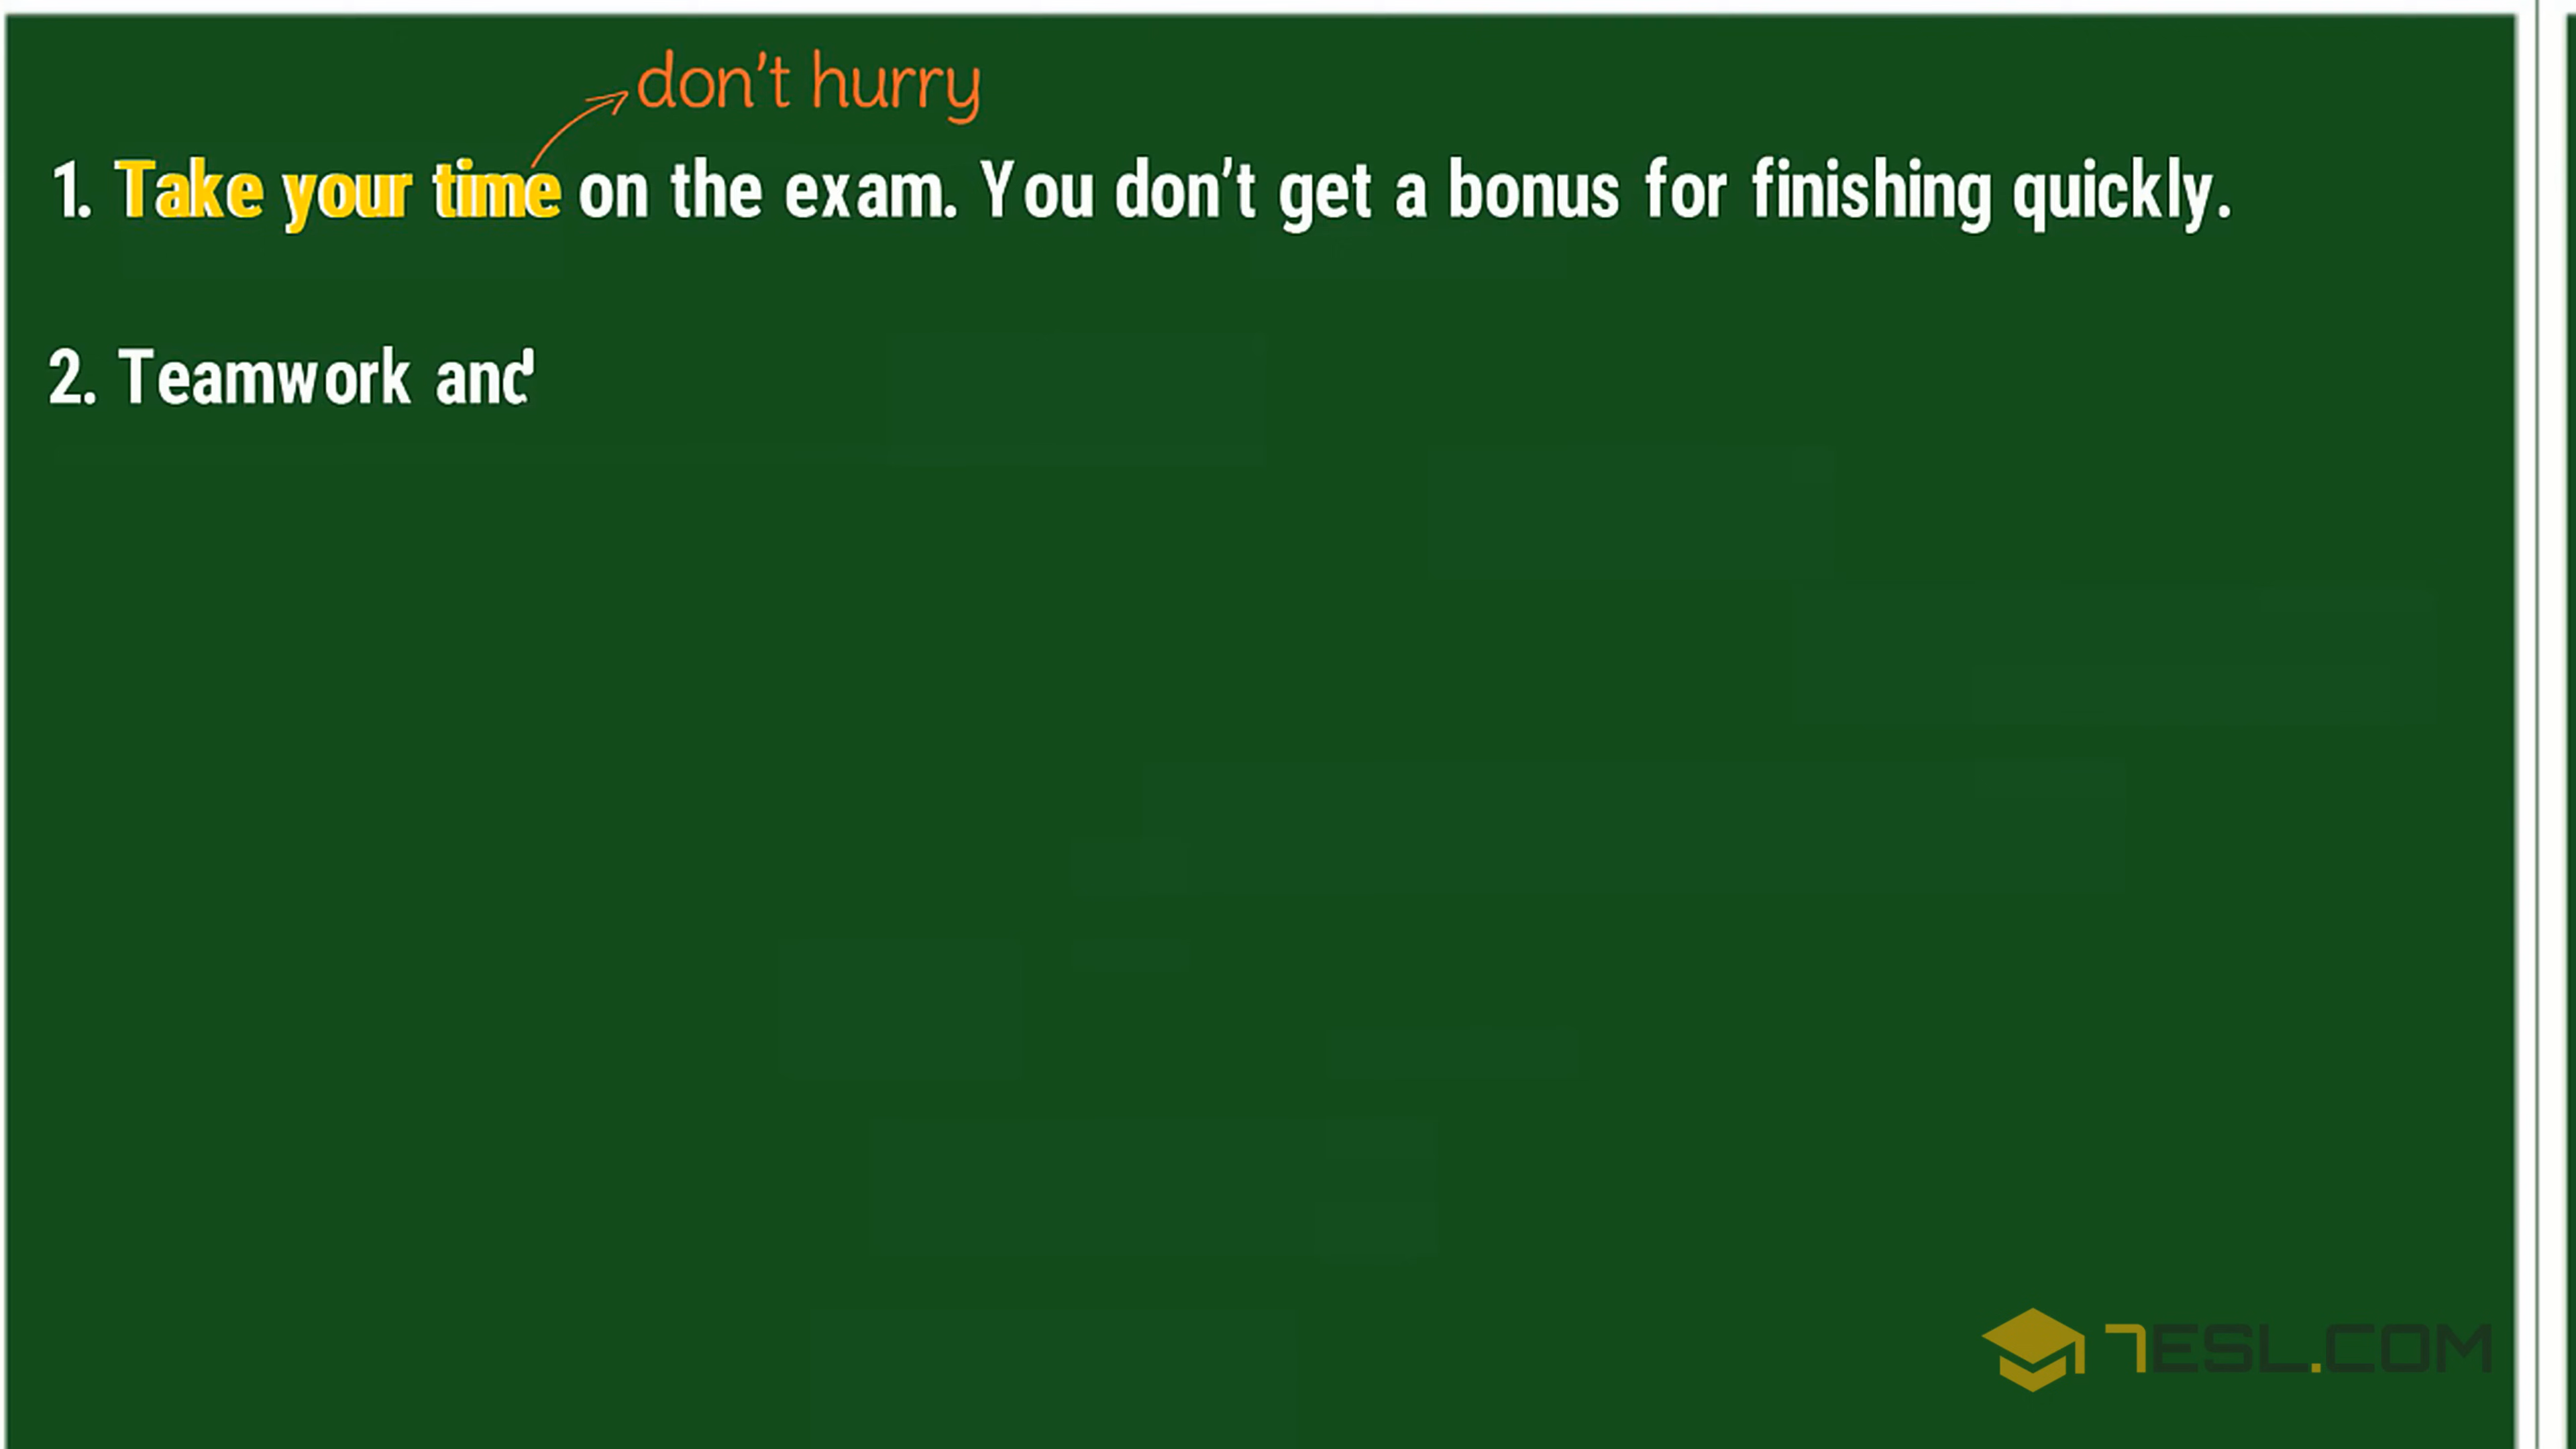 don't hurry
1. Take your time on the exam. You don't get a bonus for finishing quickly.
2. Teamwork and
7ESL.COM